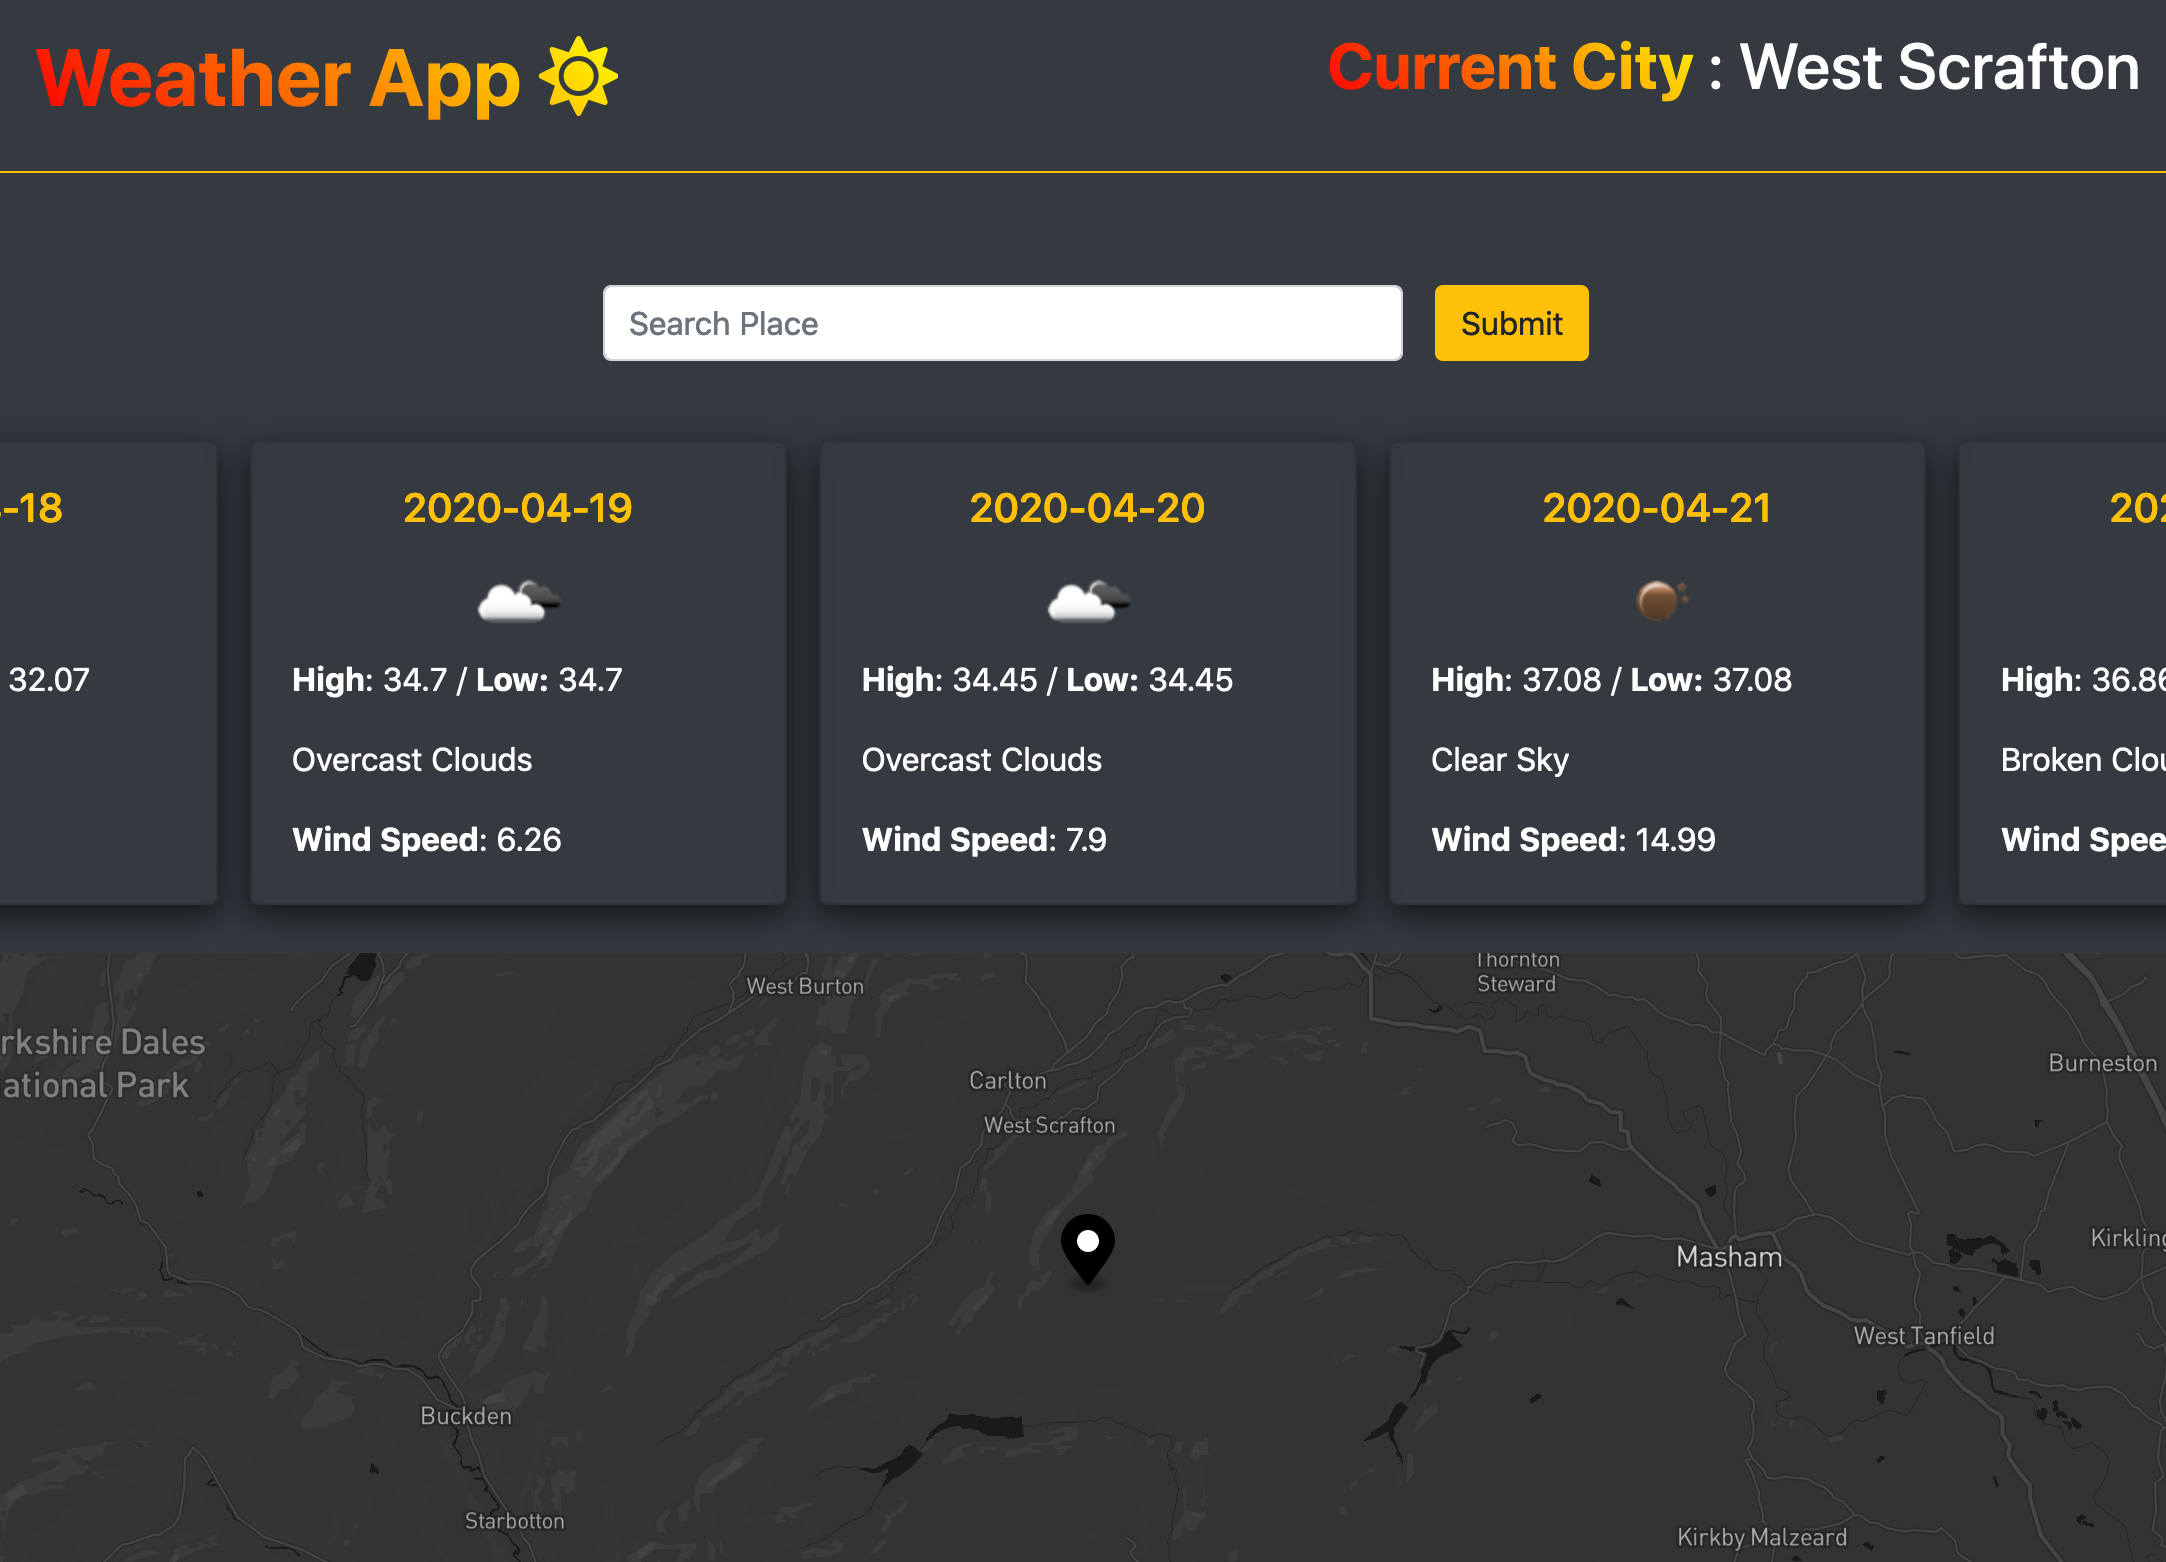 Weather App
Current City : West Scrafton
Search Place
Submit
-18
32.07
2020-04-19
High: 34.7 / Low: 34.7
Overcast Clouds
Wind Speed: 6.26
2020-04-20
High: 34.45 / Low: 34.45
Overcast Clouds
Wind Speed: 7.9
2020-04-21
High: 37.08 / Low: 37.08
Clear Sky
Wind Speed: 14.99
202
High: 36.86
Broken Clou
Wind Spee
Thornton
Steward
West Burton
rkshire Dales
ational Park
Burneston
Carlton
West Scrafton
Kirkling
Masham
West Tanfield
Buckden
Starbotton
Kirkby Malzeard